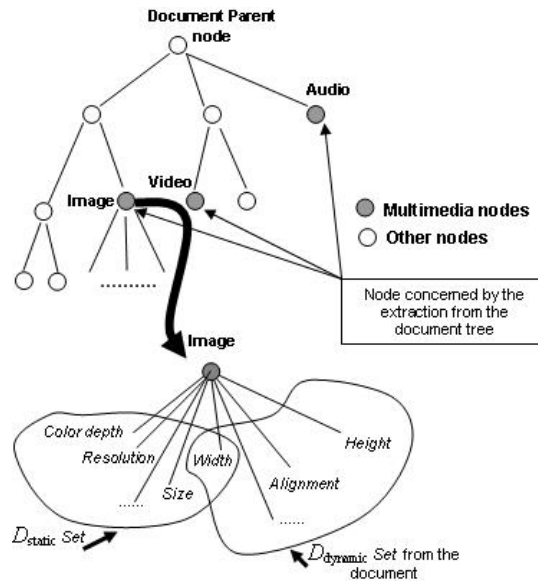 Document Parent
node
Audio
Image
Video
Multimedia nodes
Other nodes
..............
Node concerned by the
extraction from the
document tree
Image
Color depth
Resolution
......
Size
Width
Height
Alignment
......
Dstatic Set
Ddynamic Set from the
document